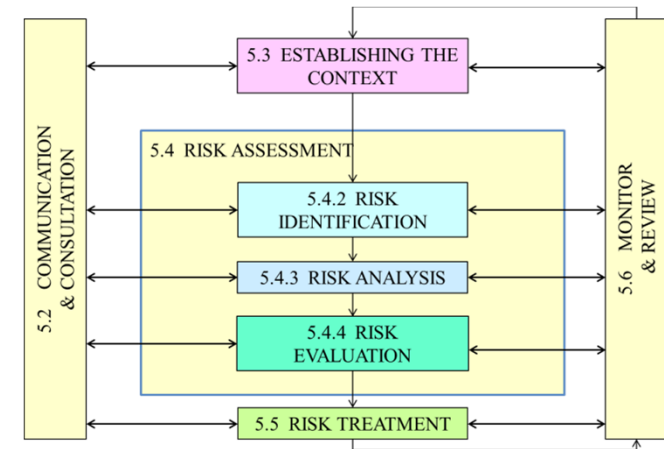 5.3 ESTABLISHING THE
CONTEXT
5.4 RISK ASSESSMENT
5.4.2 RISK
IDENTIFICATION
5.4.3 RISK ANALYSIS
5.4.4 RISK
EVALUATION
5.5 RISK TREATMENT
5.2 COMMUNICATION
& CONSULTATION
5.6 MONITOR
& REVIEW